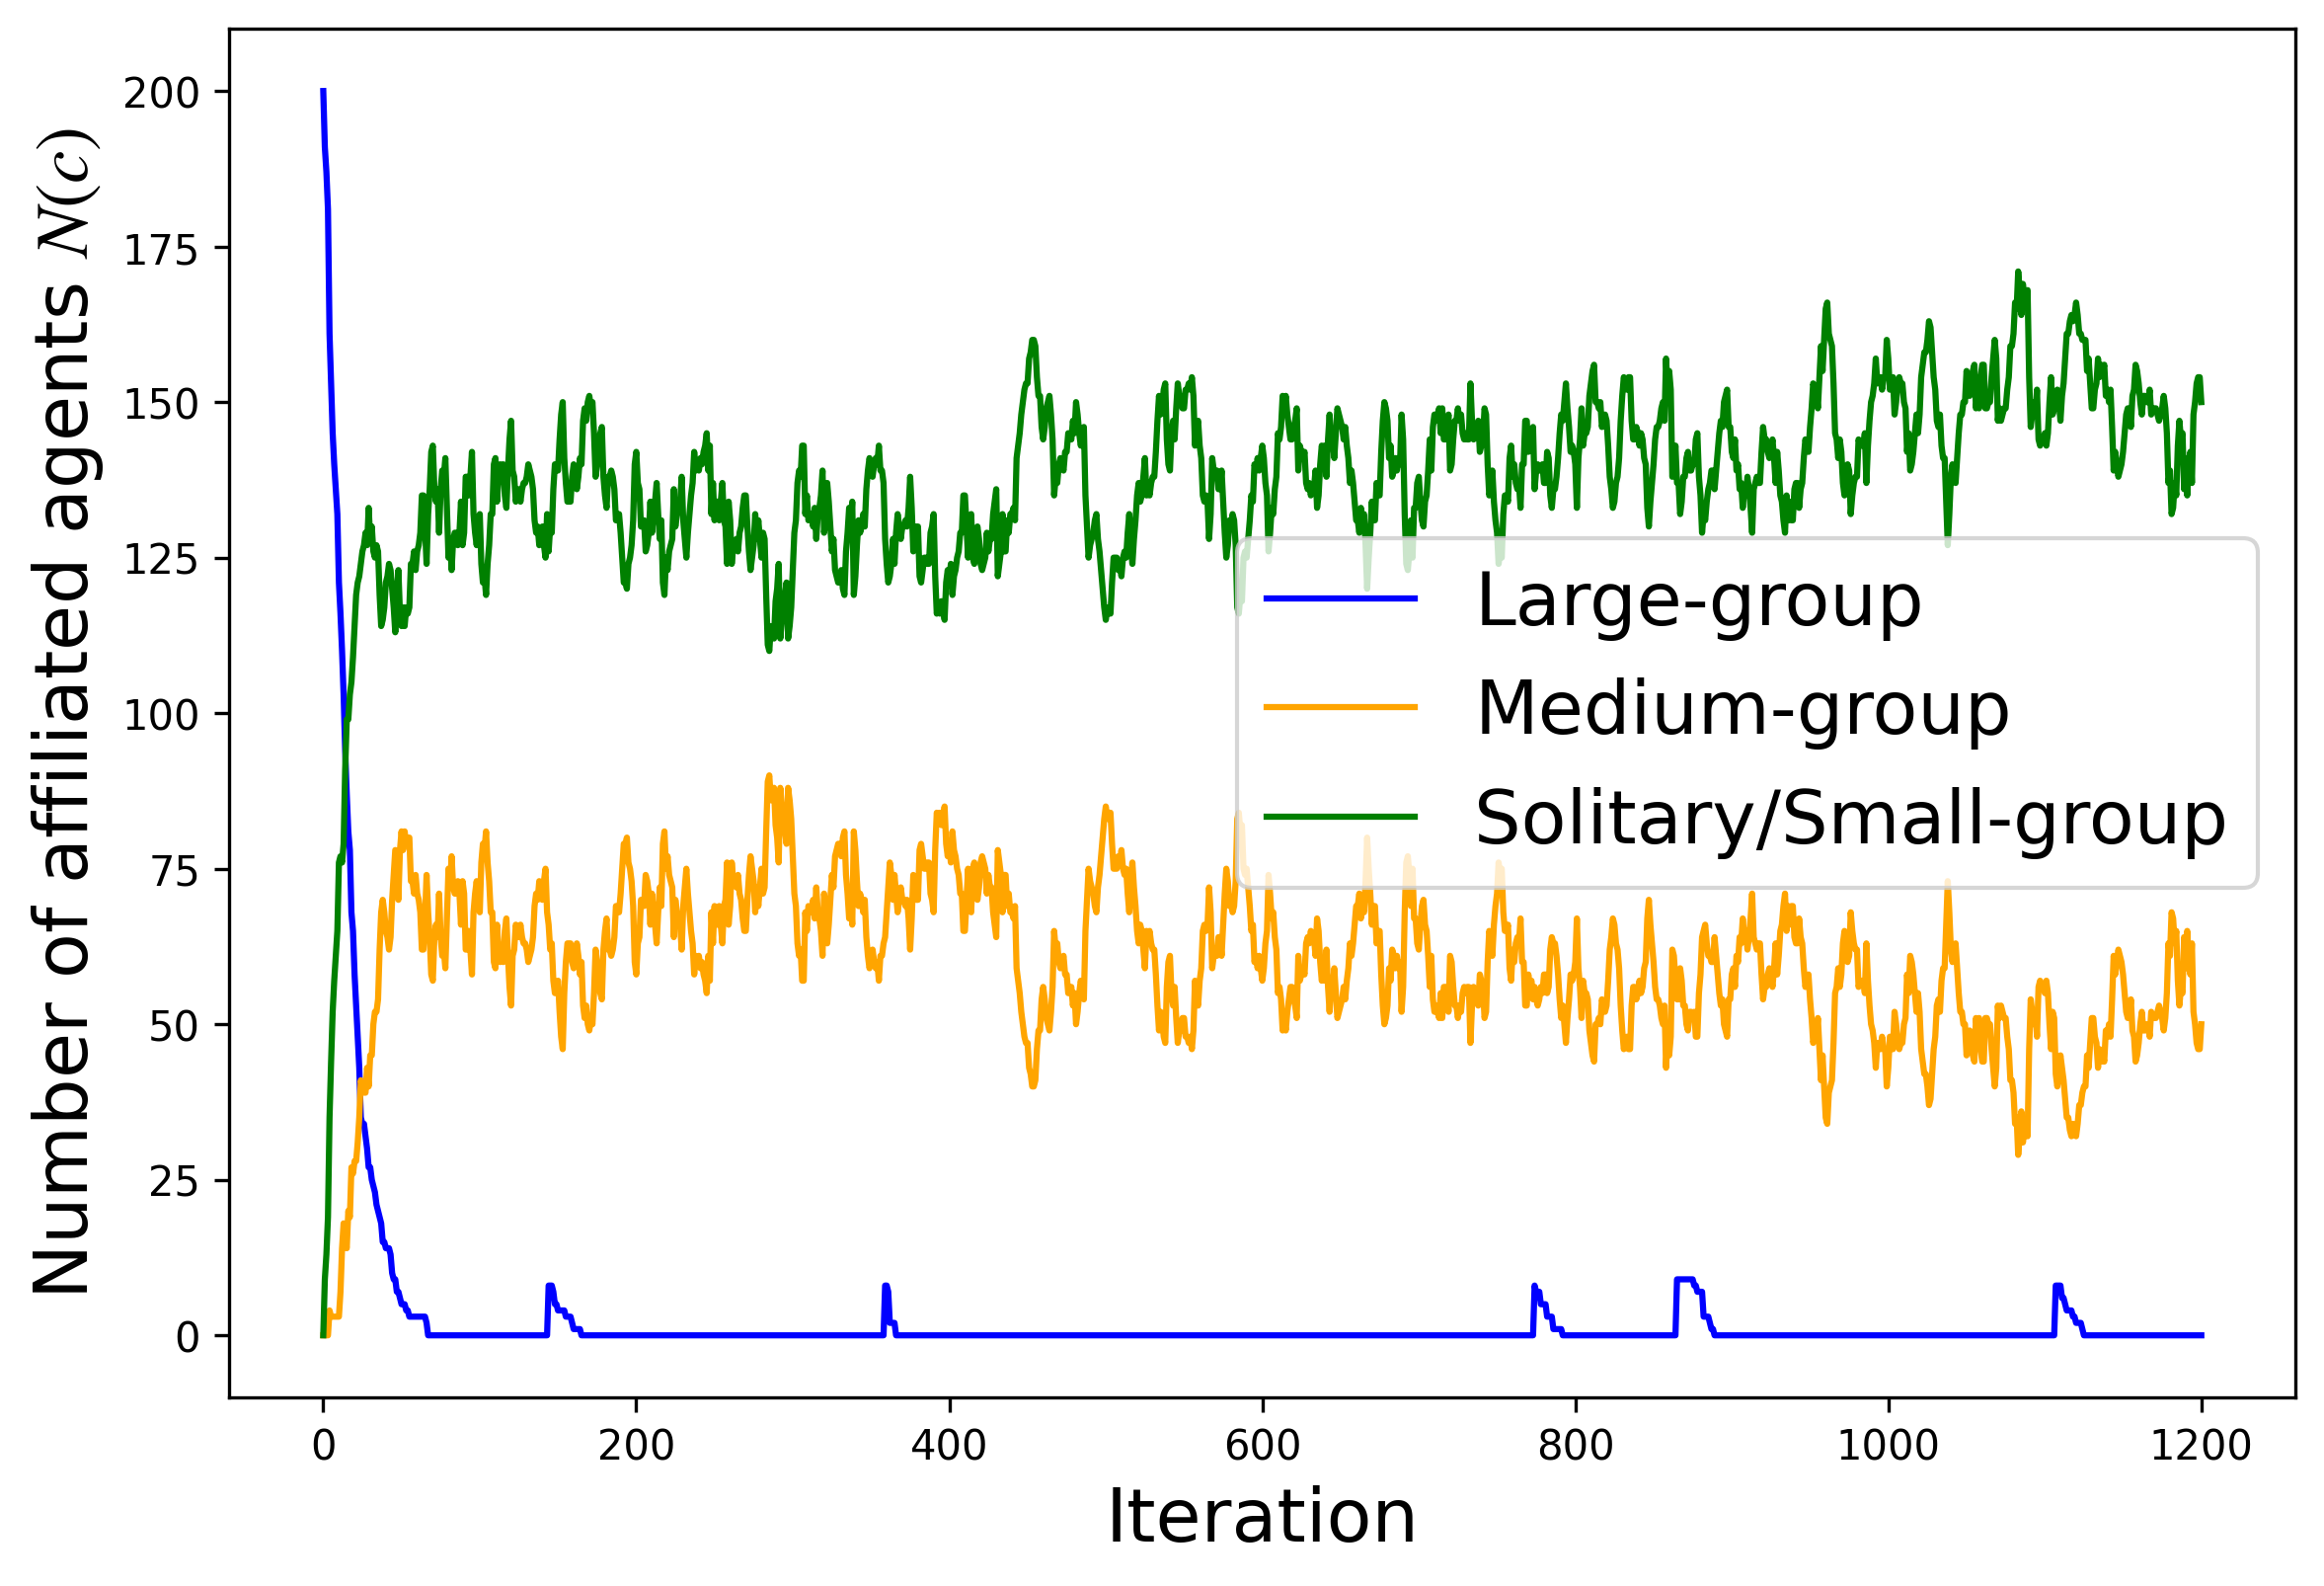 Number of affiliated agents N(c)
200
175
150
125
100
75
50
25
0
Large-group
Medium-group
Solitary/Small-group
0 200 400 600 800 1000 1200
Iteration